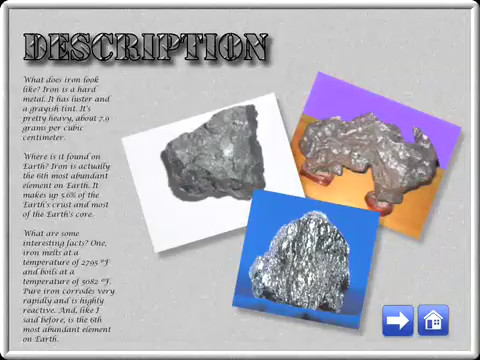 DESCRIPTION
What does iron look
like? Iron is a hard
metal. It has luster and
a grayish tint. It's
pretty heavy, about 7.9
grams per cubic
centimeter.
Where is it found on
Earth? Iron is actually
the 6th most abundant
element on Earth. It
makes up 5.6% of the
Earth's crust and most
of the Earth's core.
What are some
interesting facts? One,
iron melts at a
temperature of 2795 °F
and boils at a
temperature of 5082 °F.
Pure iron corrodes very
rapidly and is highly
reactive. And, like I
said before, is the 6th
most abundant element
on Earth.